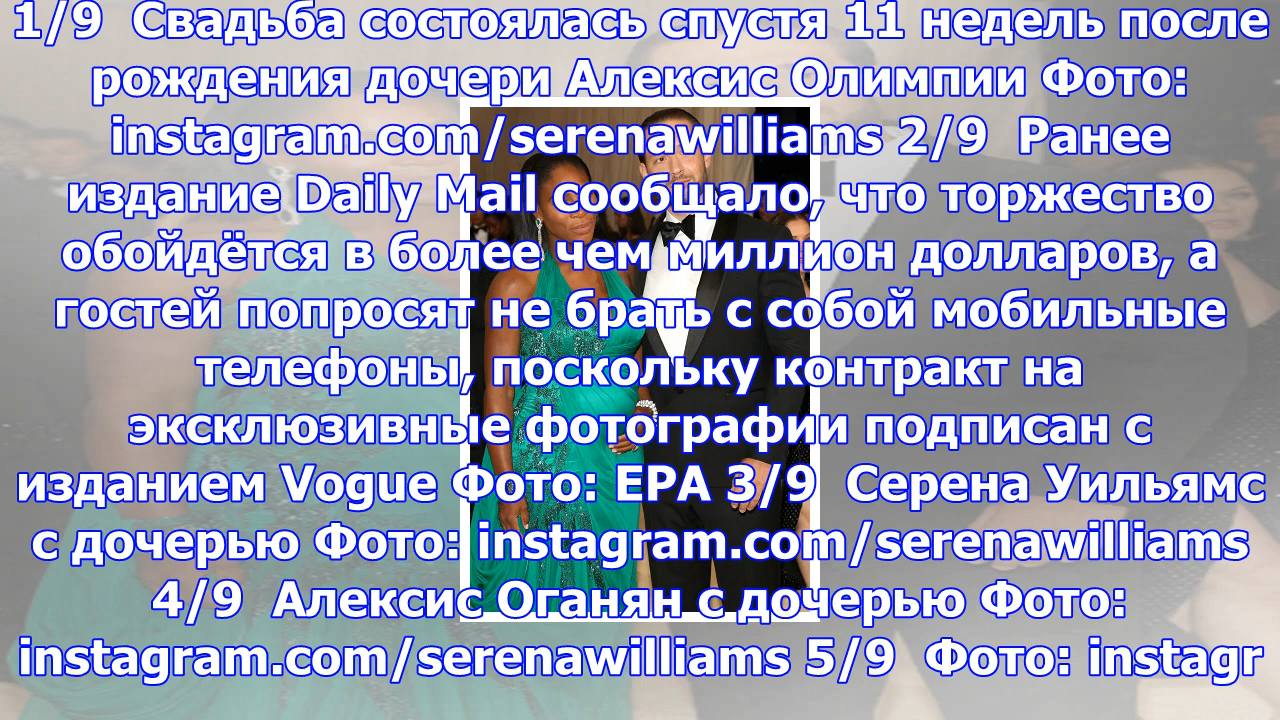 1/9 Свадьба состоялась спустя 11 недель после
рождения дочери Алексис Олимпии Фото:
instagram.com/serenawilliams 2/9 Ранее
издание Daily Mail сообщало, что торжество
обойдётся в более чем миллион долларов, а
гостей попросят не брать с собой мобильные
телефоны, поскольку контракт на
эксклюзивные фотографии подписан с
изданием Vogue Фото: EPA 3/9 Серена Уильямс
с дочерью Фото: instagram.com/serenawilliams
4/9 Алексис Оганян с дочерью Фото:
instagram.com/serenawilliams 5/9 Фото: instagr